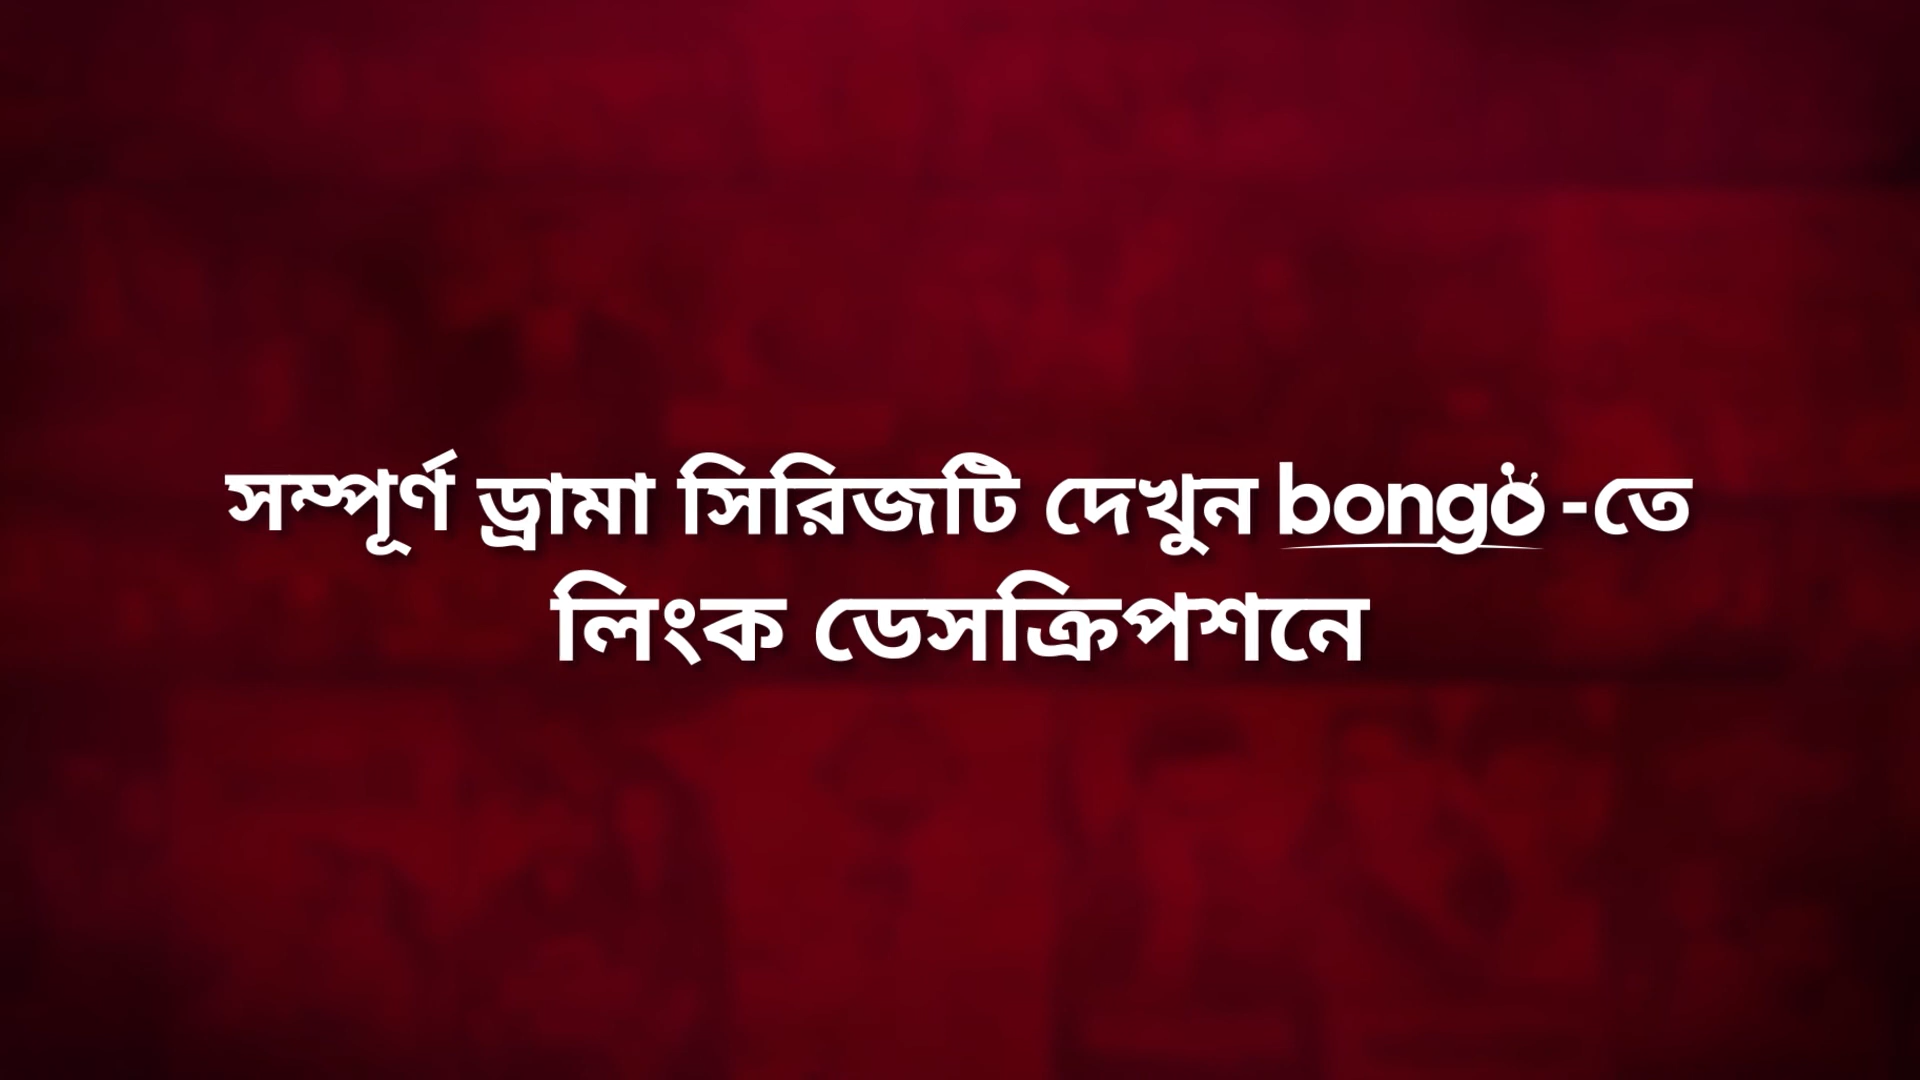 সম্পূর্ণ ড্রামা সিরিজটি দেখুন bongo -তে
লিংক ডেসক্রিপশনে